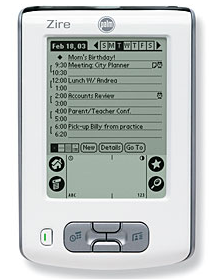 Zire palm
Feb 18, 03 S M T W T F S
Mom's Birthday!
9:30 Meeting: City Planner
10:30
12:00 Lunch W/ Andrea
1:00
2:00 Accounts Review
3:00
4:00 Parent/Teacher Conf.
5:00
6:00 Pick-up Billy from practice
6:20
New Details Go To
ABC 123